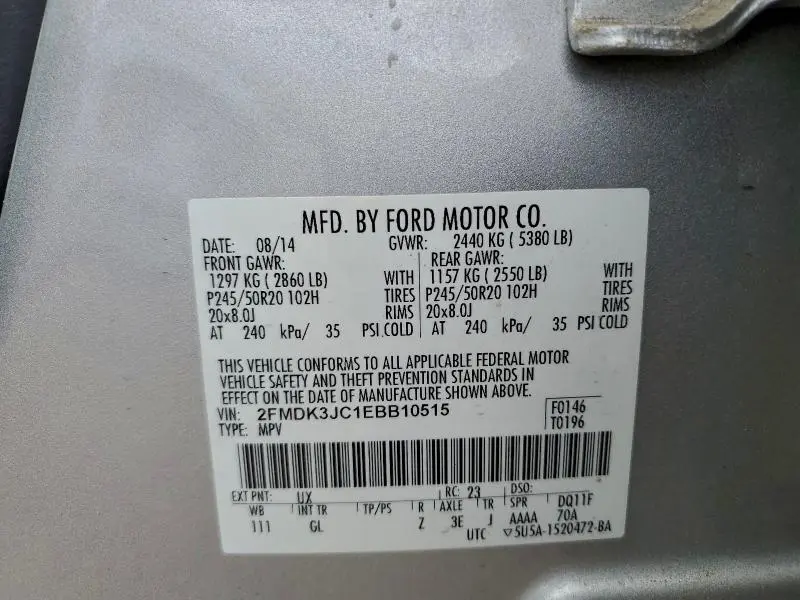 MFD. BY FORD MOTOR CO.
DATE: 08/14 GVWR: 2440 KG ( 5380 LB)
FRONT GAWR: REAR GAWR:
1297 KG ( 2860 LB) WITH 1157 KG ( 2550 LB) WITH
P245/50R20 102H TIRES P245/50R20 102H TIRES
20x8.0J RIMS 20x8.0J RIMS
AT 240 kPa/ 35 PSI COLD AT 240 kPa/ 35 PSI COLD
THIS VEHICLE CONFORMS TO ALL APPLICABLE FEDERAL MOTOR
VEHICLE SAFETY AND THEFT PREVENTION STANDARDS IN
EFFECT ON THE DATE OF MANUFACTURE SHOWN ABOVE.
VIN: 2FMDK3JC1EBB10515 F0146
TYPE: MPV T0196
EXT PNT: UX RC: 23 DSO:
WB INT TR TP/PS R AXLE TR SPR DQ11F
111 GL Z 3E J AAAA 70A
UTC ▽5U5A-1520472-BA